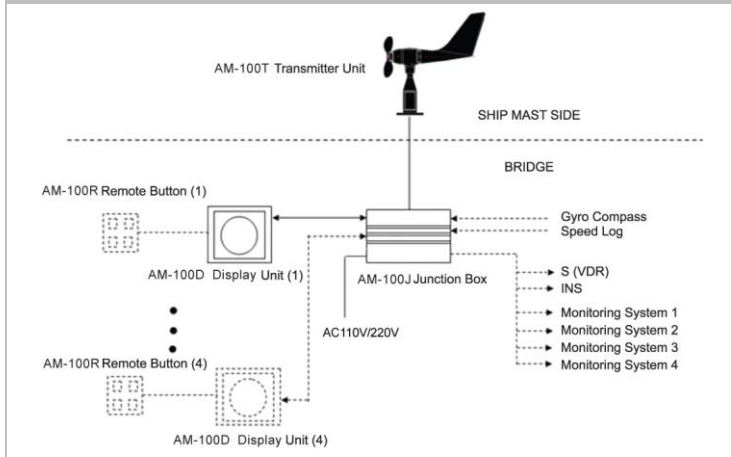 AM-100T Transmitter Unit
SHIP MAST SIDE
BRIDGE
AM-100R Remote Button (1)
Gyro Compass
Speed Log
AM-100D Display Unit (1)
AM-100J Junction Box
S (VDR)
INS
Monitoring System 1
AC110V/220V
Monitoring System 2
Monitoring System 3
AM-100R Remote Button (4)
Monitoring System 4
AM-100D Display Unit (4)